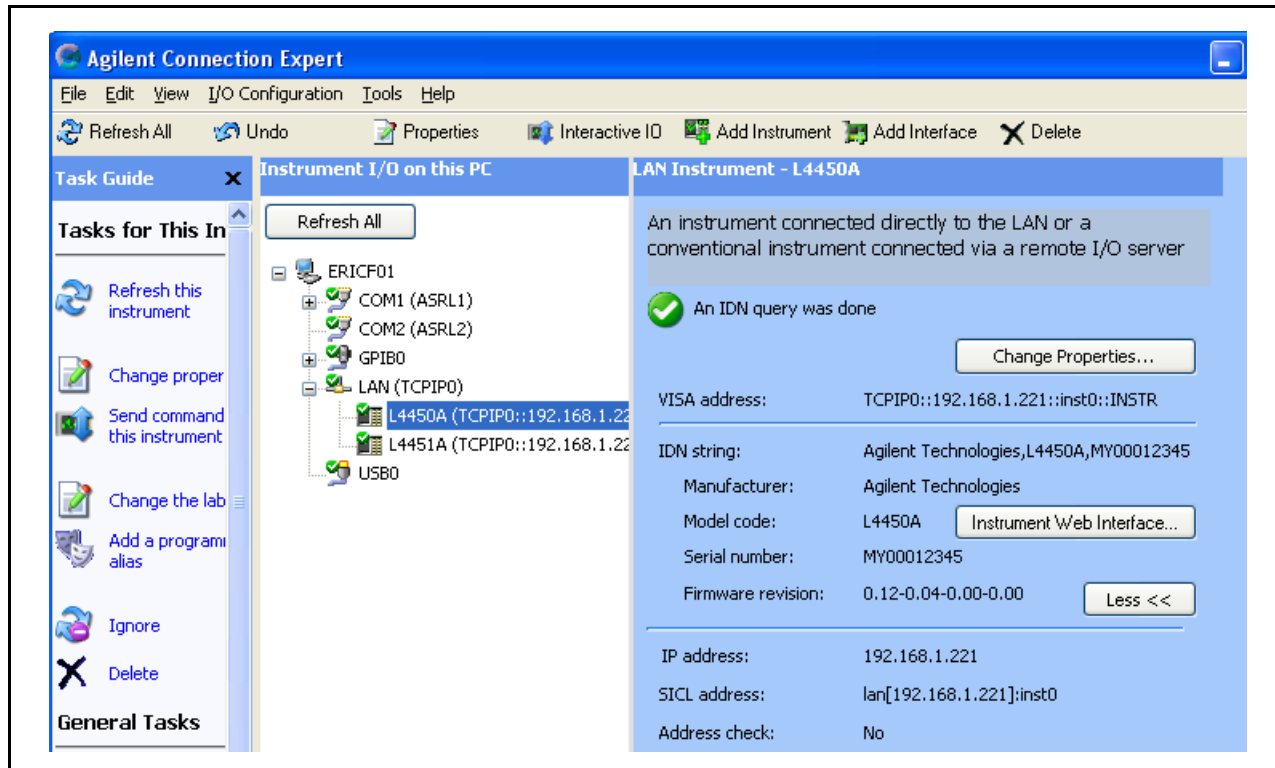 Agilent Connection Expert
File Edit View I/O Configuration Tools Help
Refresh All Undo Properties Interactive IO Add Instrument Add Interface Delete
Task Guide
Tasks for This In
Refresh this
instrument
Change proper
Send command
this instrument
Change the lab
Add a programi
alias
Ignore
Delete
General Tasks
Instrument I/O on this PC
Refresh All
ERICF01
COM1 (ASRL1)
COM2 (ASRL2)
GPIB0
LAN (TCPIP0)
L4450A (TCPIP0::192.168.1.22
L4451A (TCPIP0::192.168.1.22
USB0
LAN Instrument - L4450A
An instrument connected directly to the LAN or a
conventional instrument connected via a remote I/O server
An IDN query was done
Change Properties...
VISA address: TCPIP0::192.168.1.221::inst0::INSTR
IDN string: Agilent Technologies,L4450A,MY00012345
Manufacturer: Agilent Technologies
Model code: L4450A Instrument Web Interface...
Serial number: MY00012345
Firmware revision: 0.12-0.04-0.00-0.00 Less <<
IP address: 192.168.1.221
SICL address: lan[192.168.1.221]:inst0
Address check: No